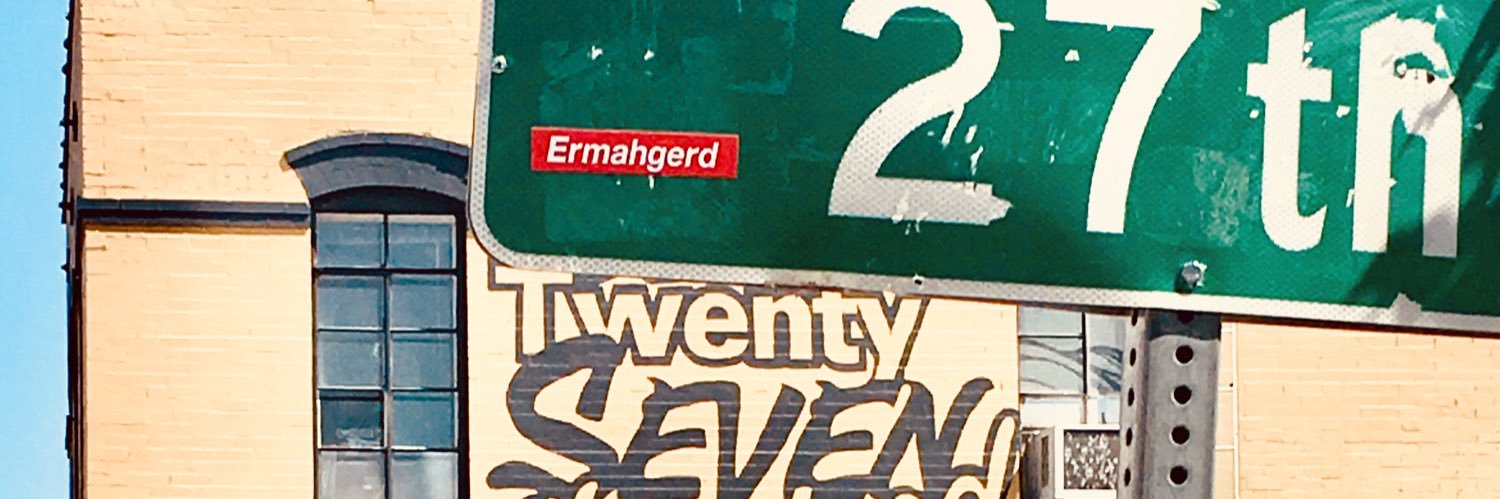 27th
Ermahgerd
Twenty
SEVEN